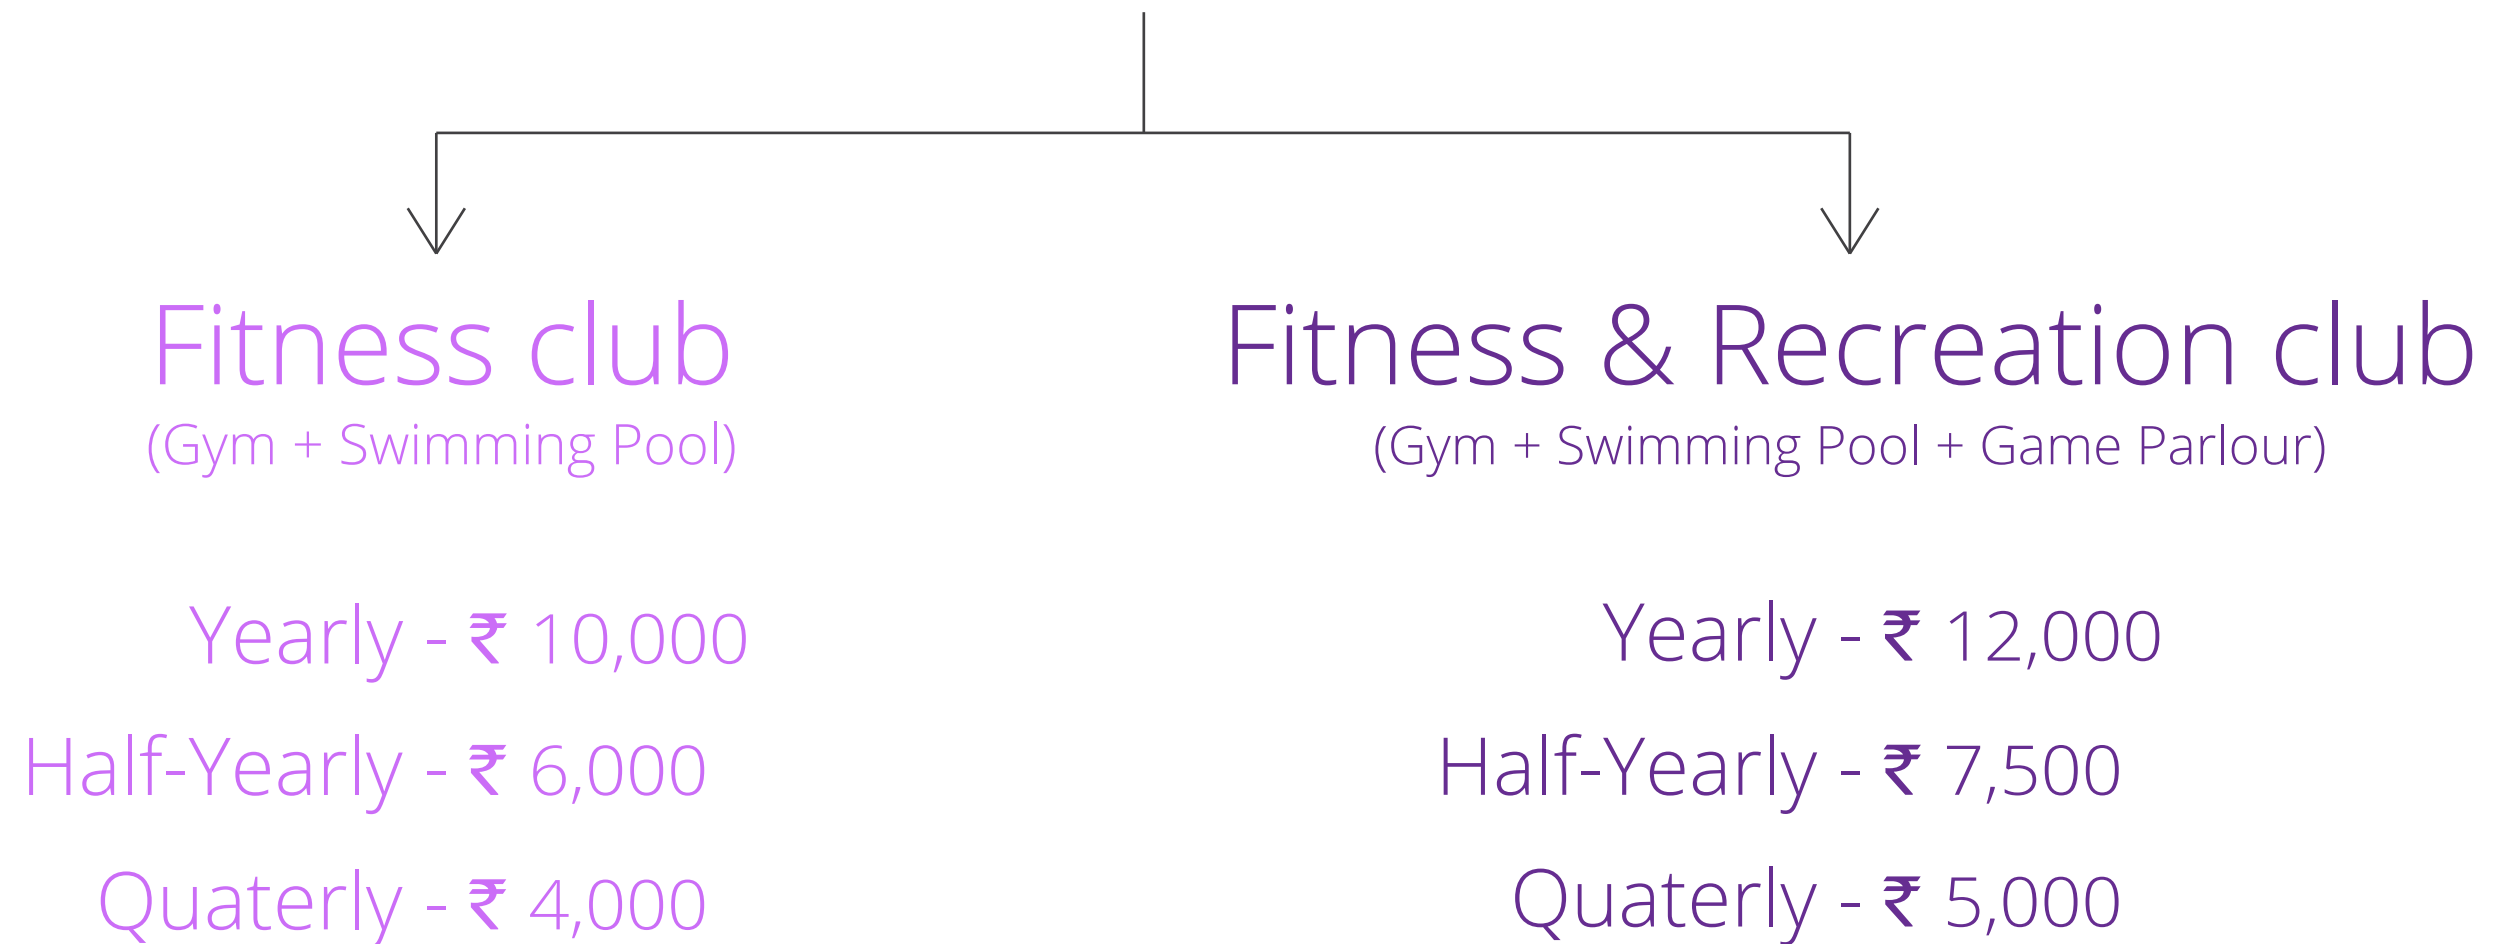 Fitness club
(Gym + Swimming Pool)
Yearly - ₹ 10,000
Half-Yearly - ₹ 6,000
Quaterly - ₹ 4,000
Fitness & Recreation club
(Gym + Swimming Pool + Game Parlour)
Yearly - ₹ 12,000
Half-Yearly - ₹ 7,500
Quaterly - ₹ 5,000